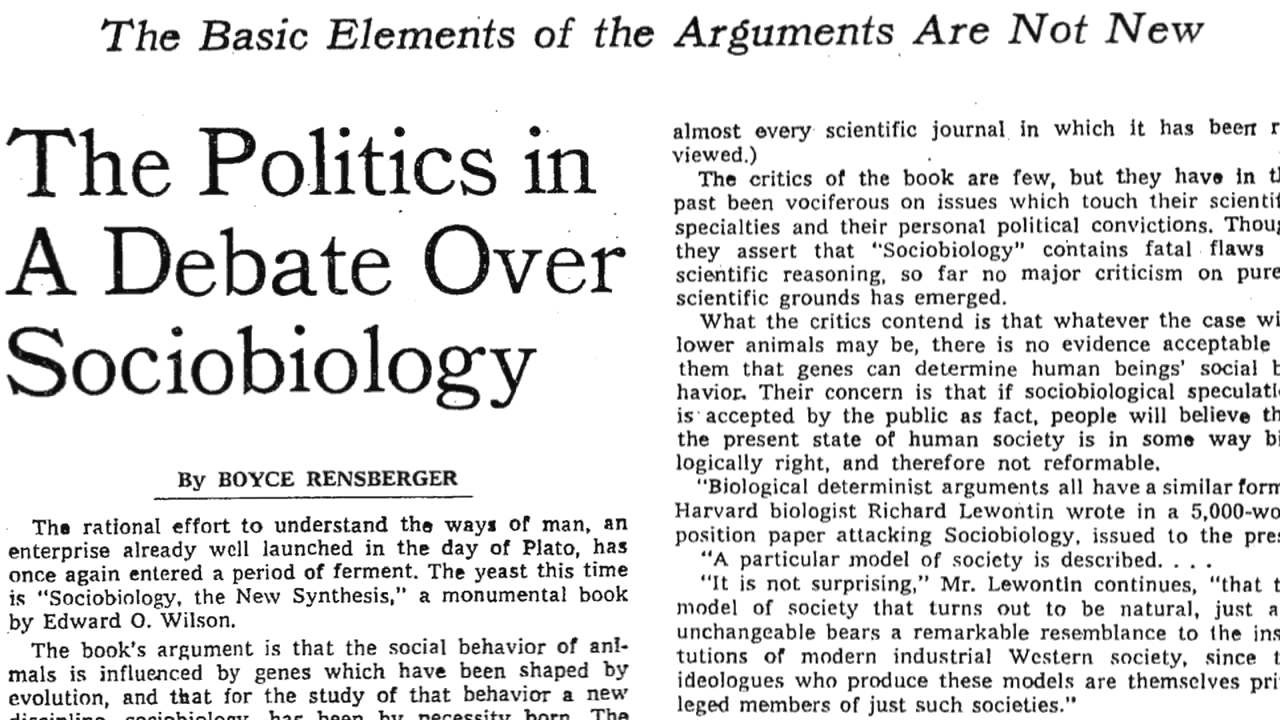 The Basic Elements of the Arguments Are Not New
The Politics in
A Debate Over
Sociobiology
By BOYCE RENSBERGER
The rational effort to understand the ways of man, an
enterprise already well launched in the day of Plato, has
once again entered a period of ferment. The yeast this time
is "Sociobiology, the New Synthesis," a monumental book
by Edward O. Wilson.
The book's argument is that the social behavior of ani-
mals is influenced by genes which have been shaped by
evolution, and that for the study of that behavior a new
discipline, sociobiology, has been by necessity born. The
almost every scientific journal in which it has been
viewed.)
The critics of the book are few, but they have in
past been vociferous on issues which touch their
specialties and their personal political convictions.
they assert that "Sociobiology" contains fatal flaws
scientific reasoning, so far no major criticism on
scientific grounds has emerged.
What the critics contend is that whatever the case
lower animals may be, there is no evidence acceptable
them that genes can determine human beings' social
havior. Their concern is that if sociobiological
is accepted by the public as fact, people will believe
the present state of human society is in some way
logically right, and therefore not reformable.
"Biological determinist arguments all have a similar form
Harvard biologist Richard Lewontin wrote in a
position paper attacking Sociobiology, issued to the
"A particular model of society is described. . . .
"It is not surprising," Mr. Lewontin continues, "that
model of society that turns out to be natural, just
unchangeable bears a remarkable resemblance to the
tutions of modern industrial Western society, since
ideologues who produce these models are themselves
leged members of just such societies."